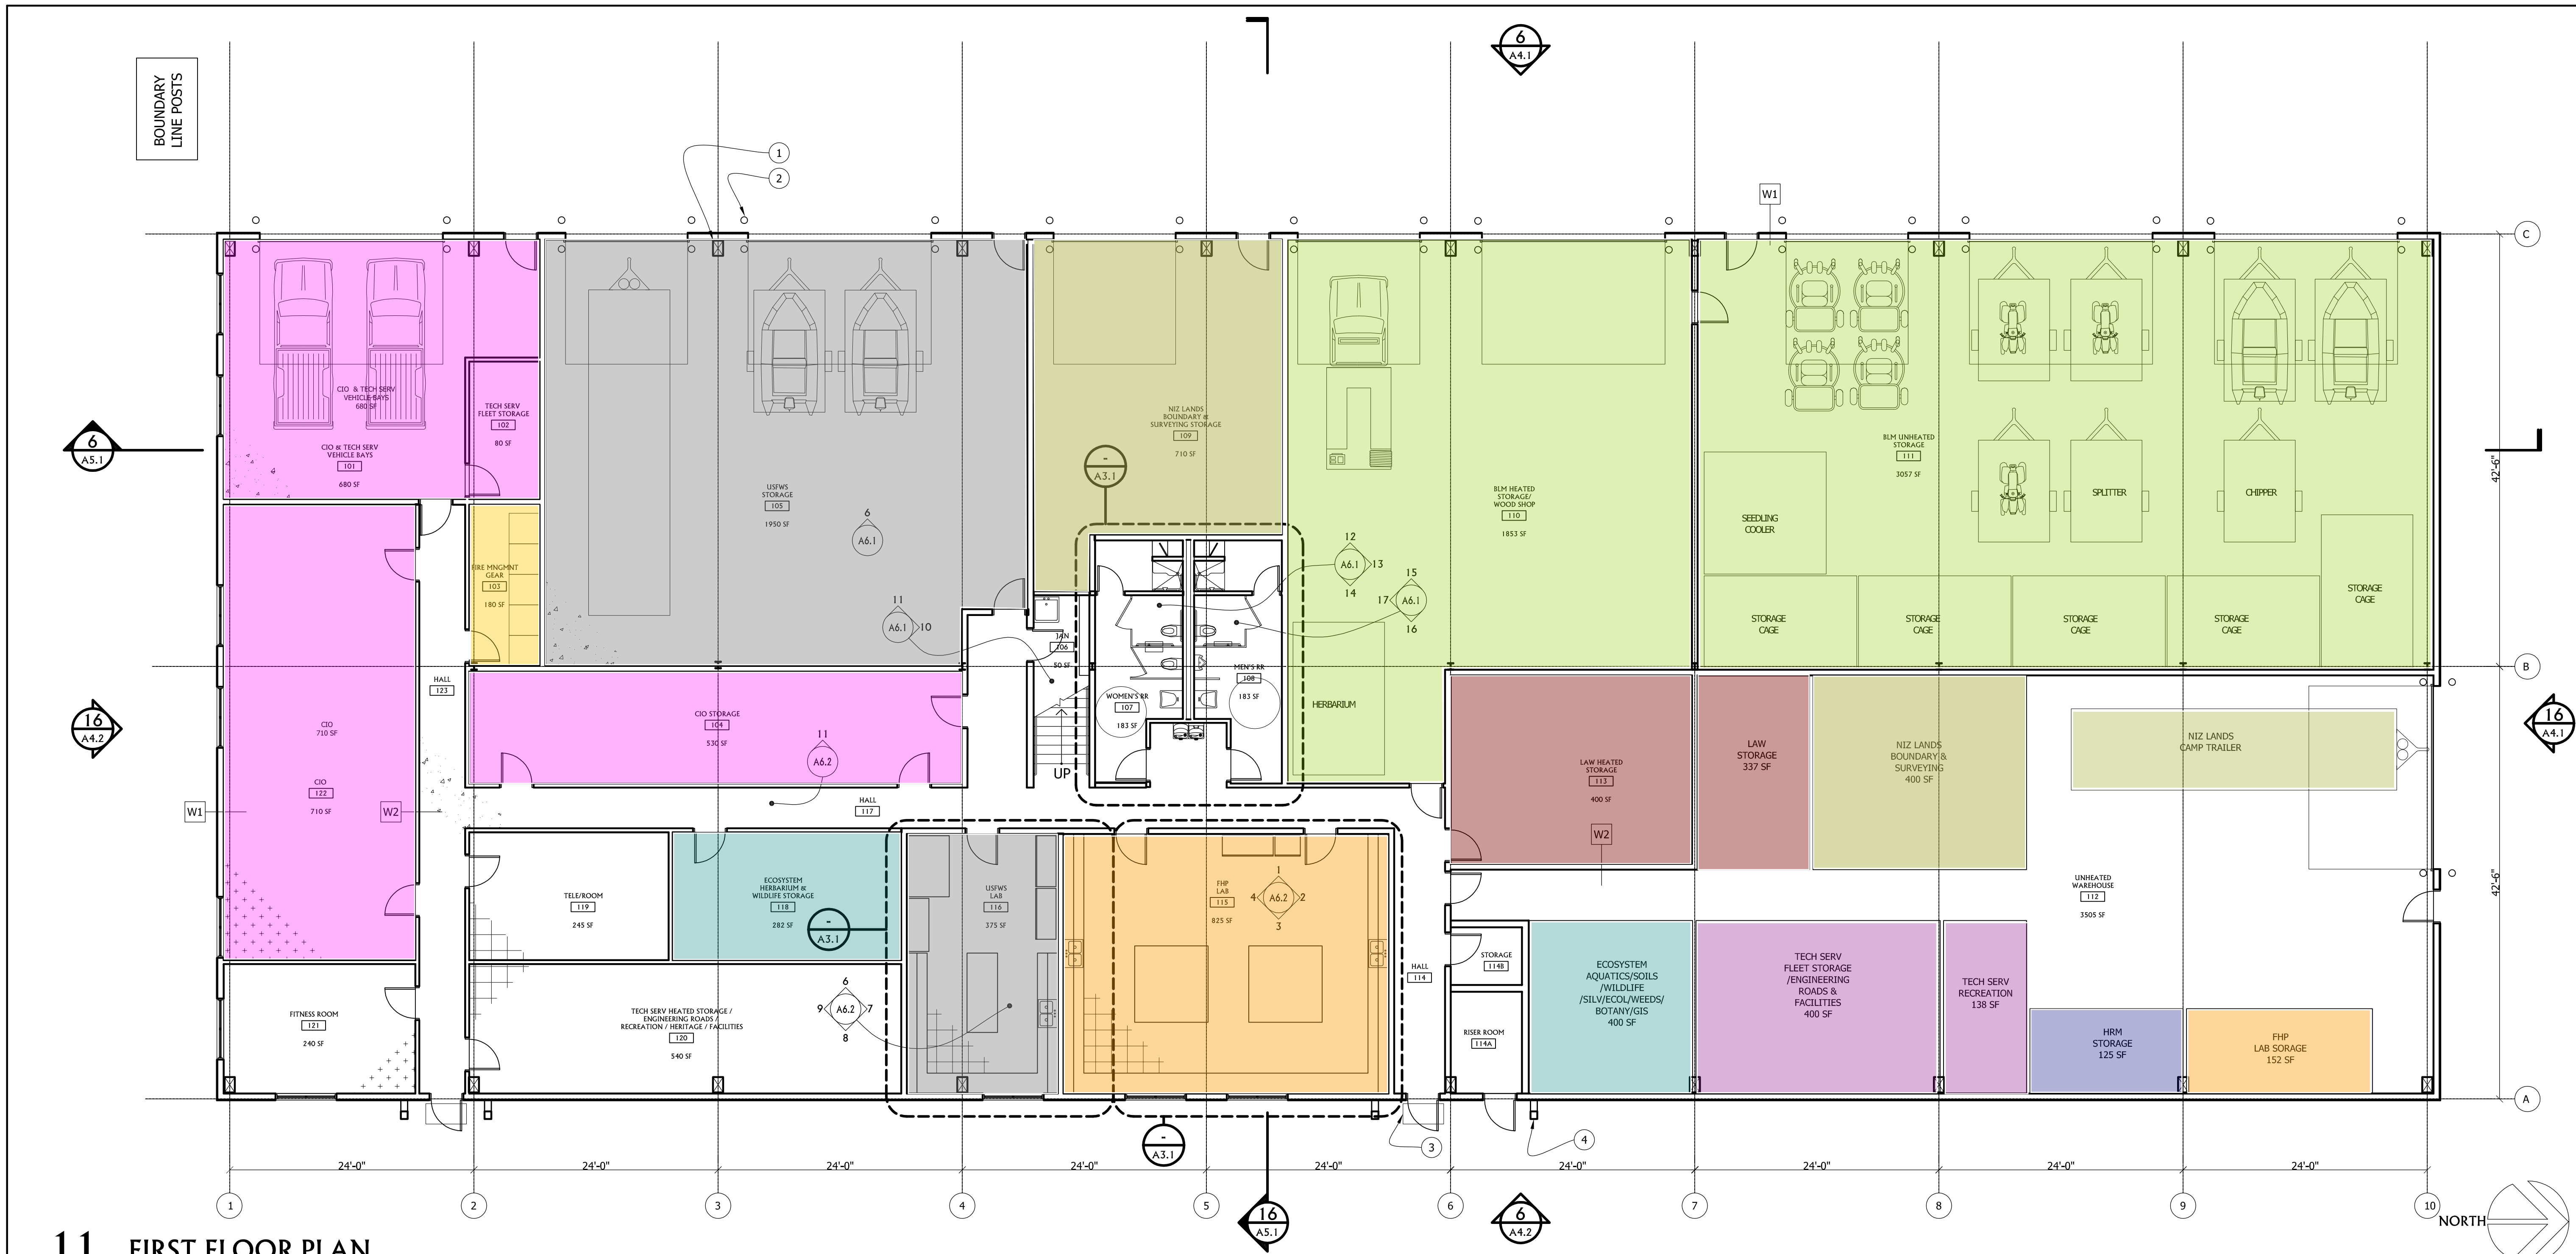 BOUNDARY
LINE POSTS
6
A4.1
1
2
W1
C
CIO & TECH SERV
VEHICLE BAYS
680 SF
TECH SERV
FLEET STORAGE
102
80 SF
CIO & TECH SERV
VEHICLE BAYS
101
680 SF
6
A5.1
USFWS
STORAGE
105
1950 SF
6
A6.1
11
A6.1
10
NIZ LANDS
BOUNDARY &
SURVEYING STORAGE
109
710 SF
-
A3.1
BLM HEATED
STORAGE/
WOOD SHOP
110
1853 SF
12
A6.1
13
14
15
17
A6.1
16
HERBARIUM
BLM UNHEATED
STORAGE
111
3057 SF
SEEDLING
COOLER
SPLITTER
CHIPPER
STORAGE
CAGE
STORAGE
CAGE
STORAGE
CAGE
STORAGE
CAGE
STORAGE
CAGE
42'-6"
B
FIRE MNGMNT
GEAR
103
180 SF
HALL
123
16
A4.2
CIO
710 SF
CIO
122
710 SF
W1
W2
CIO STORAGE
104
530 SF
11
A6.2
JAN
106
50 SF
UP
WOMEN'S RR
107
183 SF
MEN'S RR
108
183 SF
HALL
117
LAW HEATED
STORAGE
113
400 SF
W2
LAW
STORAGE
337 SF
NIZ LANDS
BOUNDARY &
SURVEYING
400 SF
NIZ LANDS
CAMP TRAILER
16
A4.1
TELE/ROOM
119
245 SF
ECOSYSTEM
HERBARIUM &
WILDLIFE STORAGE
118
282 SF
-
A3.1
USFWS
LAB
116
375 SF
FHP
LAB
115
825 SF
1
4
A6.2
2
3
UNHEATED
WAREHOUSE
112
3505 SF
42'-6"
FITNESS ROOM
121
240 SF
TECH SERV HEATED STORAGE /
ENGINEERING ROADS /
RECREATION / HERITAGE / FACILITIES
120
540 SF
6
9
A6.2
7
8
HALL
114
STORAGE
114B
RISER ROOM
114A
ECOSYSTEM
AQUATICS/SOILS
/WILDLIFE
/SILV/ECOL/WEEDS/
BOTANY/GIS
400 SF
TECH SERV
FLEET STORAGE
/ENGINEERING
ROADS &
FACILITIES
400 SF
TECH SERV
RECREATION
138 SF
HRM
STORAGE
125 SF
FHP
LAB SORAGE
152 SF
A
-
A3.1
3
4
24'-0"
24'-0"
24'-0"
24'-0"
24'-0"
24'-0"
24'-0"
24'-0"
24'-0"
1
2
3
4
5
6
7
8
9
10
16
A5.1
6
A4.2
NORTH
11 FIRST FLOOR PLAN